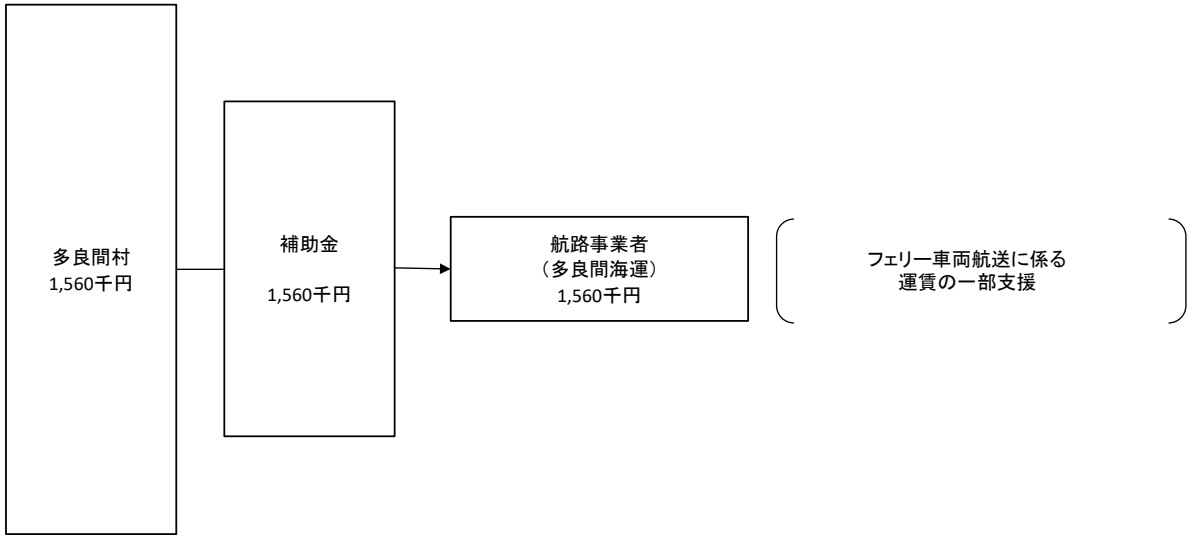 多良間村
1,560千円
補助金
1,560千円
航路事業者
（多良間海運）
1,560千円
フェリー車両航送に係る
運賃の一部支援